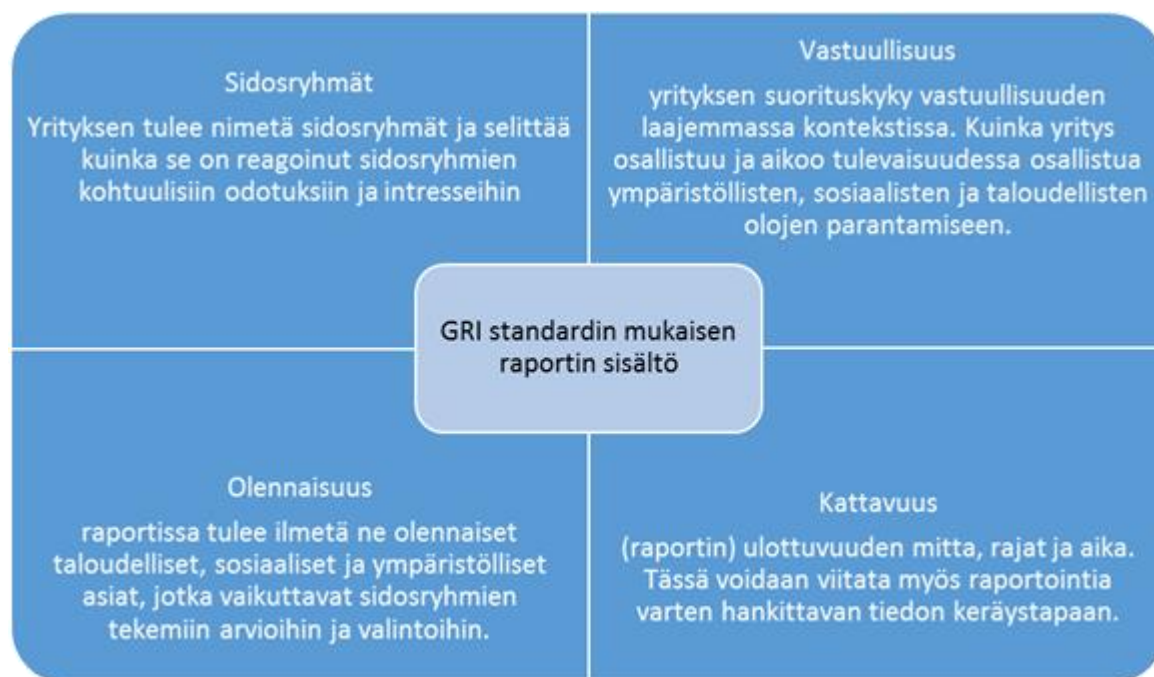 Sidosryhmät
Yrityksen tulee nimetä sidosryhmät ja selittää
kuinka se on reagoinut sidosryhmien
kohtuulisiin odotuksiin ja intresseihin
Vastuullisuus
yrityksen suorituskyky vastuullisuuden
laajemmassa kontekstissa. Kuinka yritys
osallistuu ja aikoo tulevaisuudessa osallistua
ympäristöllisten, sosiaalisten ja taloudellisten
olojen parantamiseen.
GRI standardin mukaisen
raportin sisältö
Olennaisuus
raportissa tulee ilmetä ne olennaiset
taloudelliset, sosiaaliset ja ympäristölliset
asiat, jotka vaikuttavat sidosryhmien
tekemiin arvioihin ja valintoihin.
Kattavuus
(raportin) ulottuvuuden mitta, rajat ja aika.
Tässä voidaan viitata myös raportointia
varten hankittavan tiedon keräystapaan.